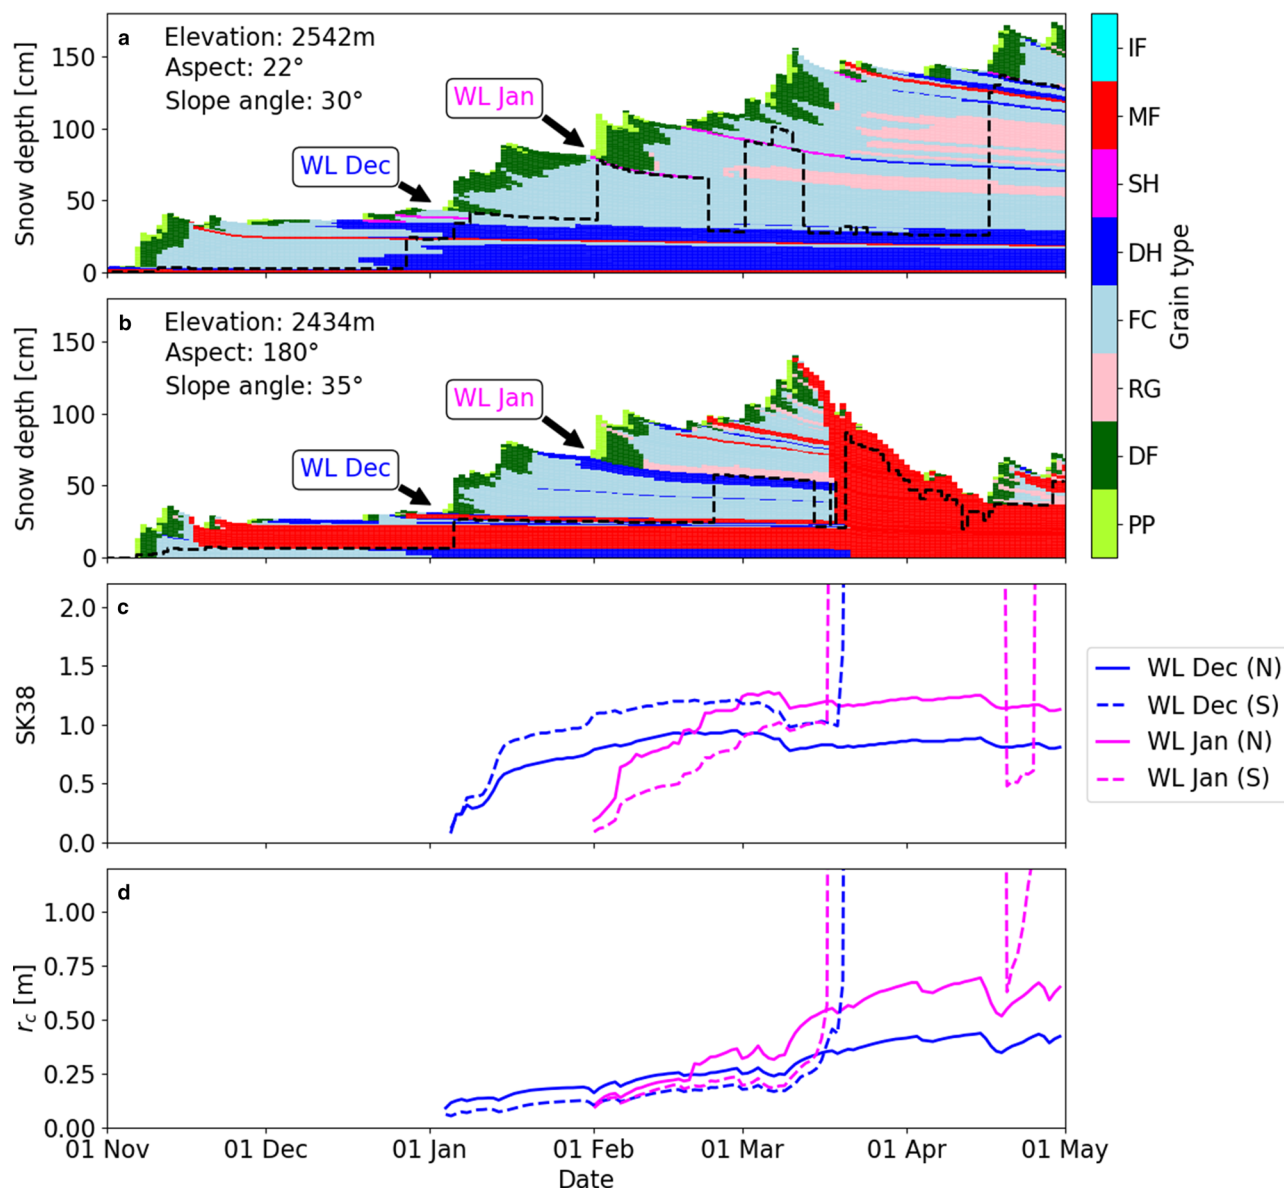 a
Elevation: 2542m
Aspect: 22°
Slope angle: 30°
WL Jan
WL Dec
Snow depth [cm]
150
100
50
0
IF
MF
SH
DH
FC
RG
DF
PP
Grain type
b
Elevation: 2434m
Aspect: 180°
Slope angle: 35°
WL Jan
WL Dec
Snow depth [cm]
150
100
50
0
c
SK38
2.0
1.5
1.0
0.5
0.0
WL Dec (N)
WL Dec (S)
WL Jan (N)
WL Jan (S)
d
r_c [m]
1.00
0.75
0.50
0.25
0.00
01 Nov 01 Dec 01 Jan 01 Feb 01 Mar 01 Apr 01 May
Date